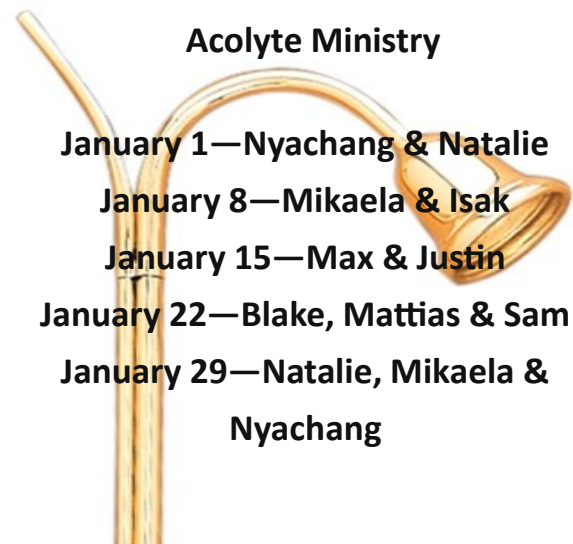 Acolyte Ministry
January 1—Nyachang & Natalie
January 8—Mikaela & Isak
January 15—Max & Justin
January 22—Blake, Mattias & Sam
January 29—Natalie, Mikaela &
Nyachang